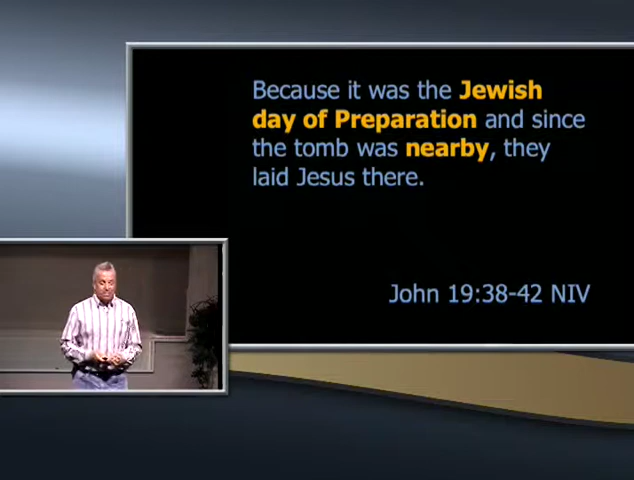 Because it was the Jewish
day of Preparation and since
the tomb was nearby, they
laid Jesus there.
John 19:38-42 NIV